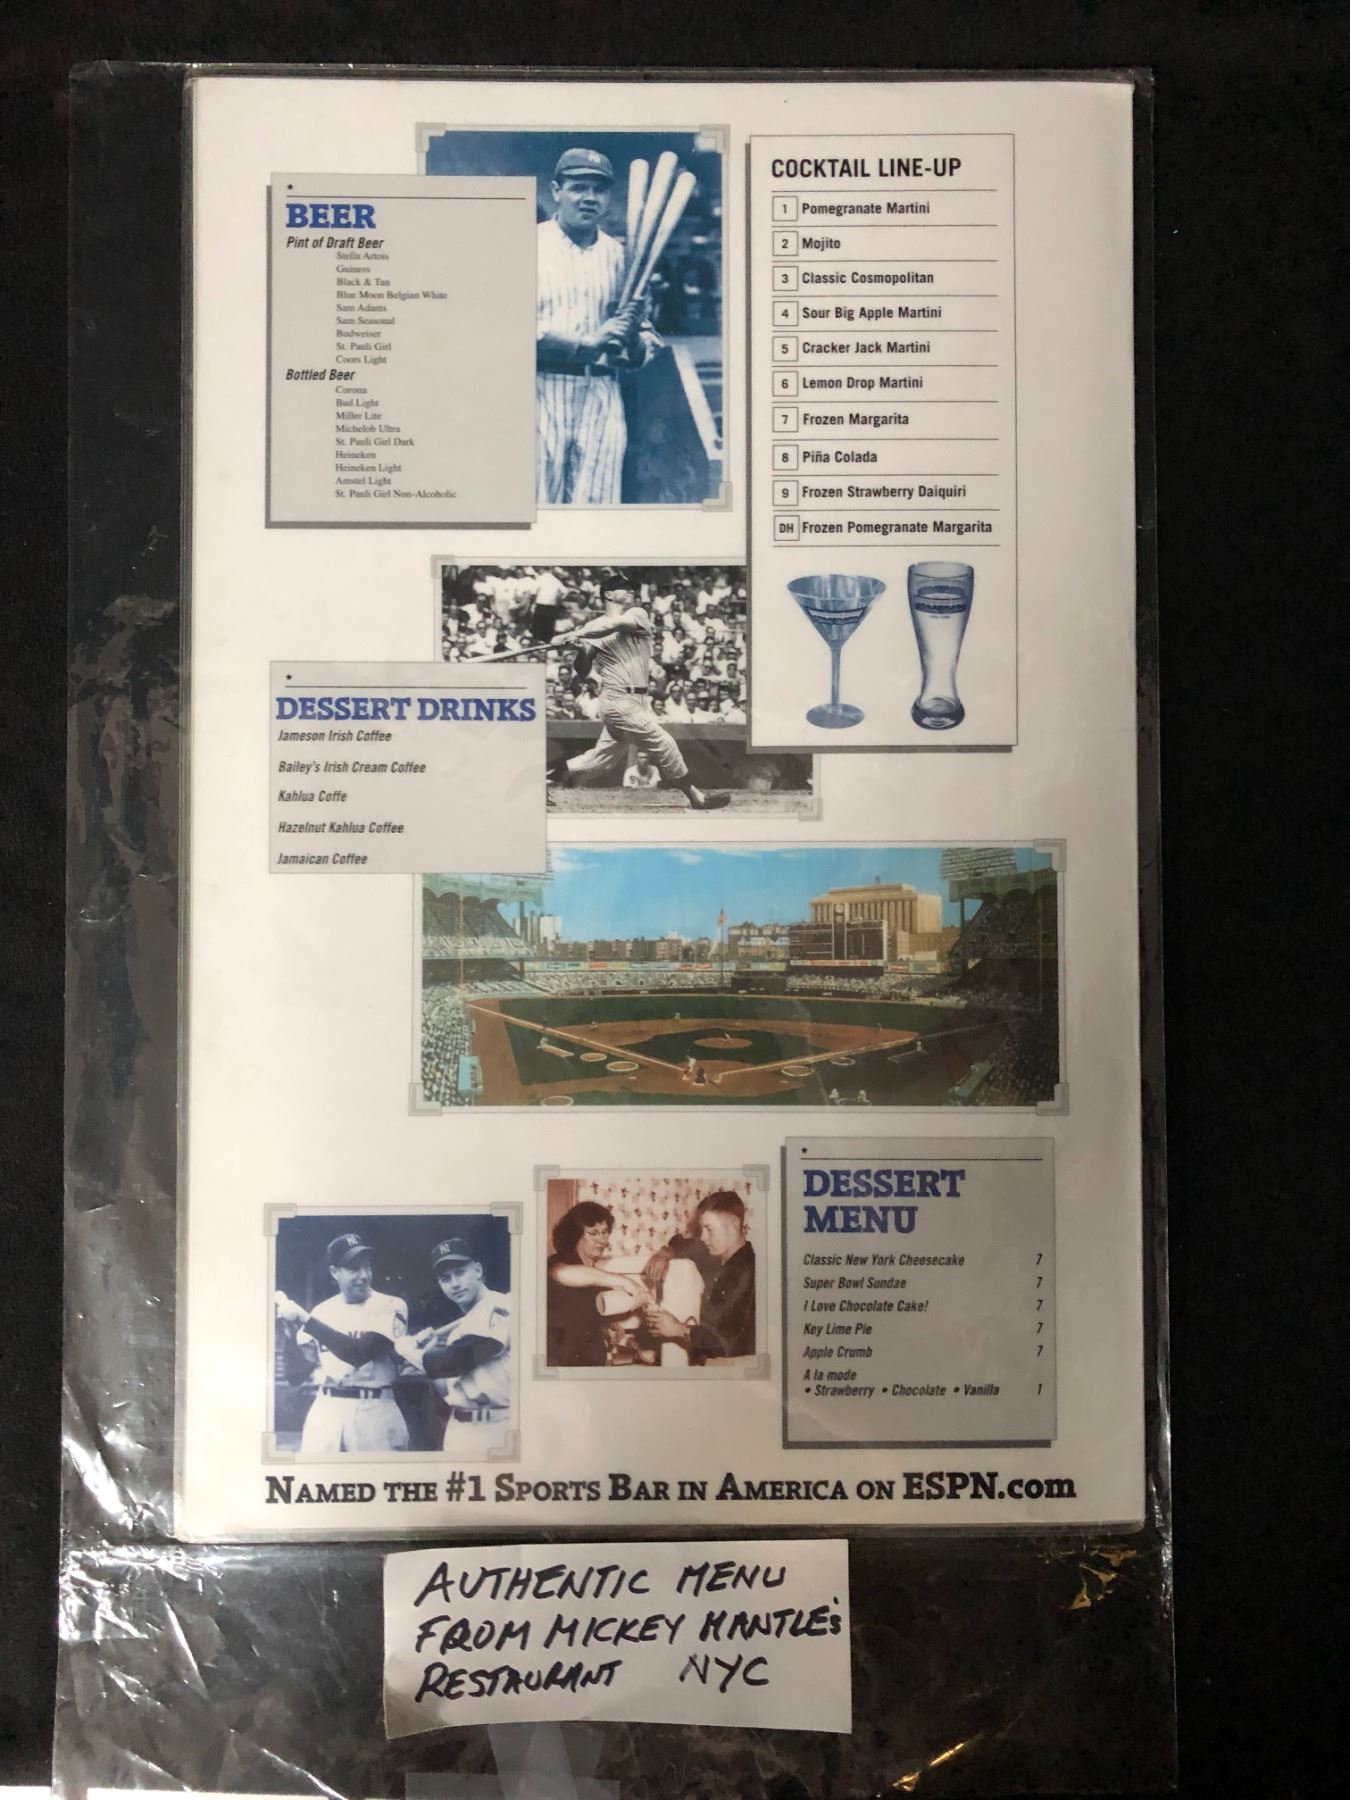 BEER
Pint of Draft Beer
Stella Artois
Guiness
Black & Tan
Blue Moon Belgian White
Sam Adams
Sam Seasonal
Budweiser
St. Pauli Girl
Coors Light
Bottled Beer
Corona
Bud Light
Miller Lite
Michelob Ultra
St. Pauli Girl Dark
Heineken
Heineken Light
Amstel Light
St. Pauli Girl Non-Alcoholic
COCKTAIL LINE-UP
1 Pomegranate Martini
2 Mojito
3 Classic Cosmopolitan
4 Sour Big Apple Martini
5 Cracker Jack Martini
6 Lemon Drop Martini
7 Frozen Margarita
8 Piña Colada
9 Frozen Strawberry Daiquiri
DH Frozen Pomegranate Margarita
DESSERT DRINKS
Jameson Irish Coffee
Bailey's Irish Cream Coffee
Kahlua Coffe
Hazelnut Kahlua Coffee
Jamaican Coffee
DESSERT
MENU
Classic New York Cheesecake 7
Super Bowl Sundae 7
I Love Chocolate Cake! 7
Key Lime Pie 7
Apple Crumb 7
A la mode
• Strawberry • Chocolate • Vanilla 1
NAMED THE #1 SPORTS BAR IN AMERICA ON ESPN.com
AUTHENTIC MENU
FROM MICKEY MANTLE'S
RESTAURANT NYC